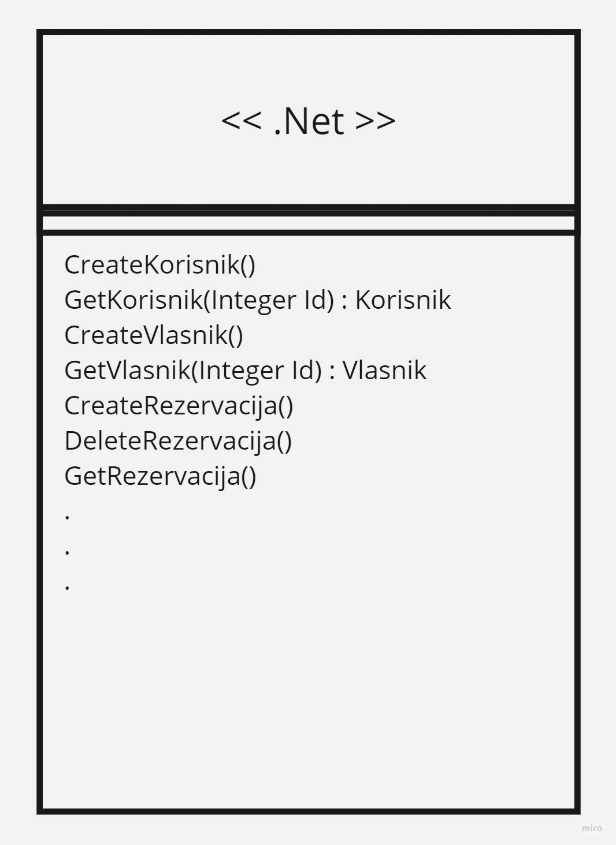 << .Net >>
CreateKorisnik()
GetKorisnik(Integer Id) : Korisnik
CreateVlasnik()
GetVlasnik(Integer Id) : Vlasnik
CreateRezervacija()
DeleteRezervacija()
GetRezervacija()
.
.
.
miro